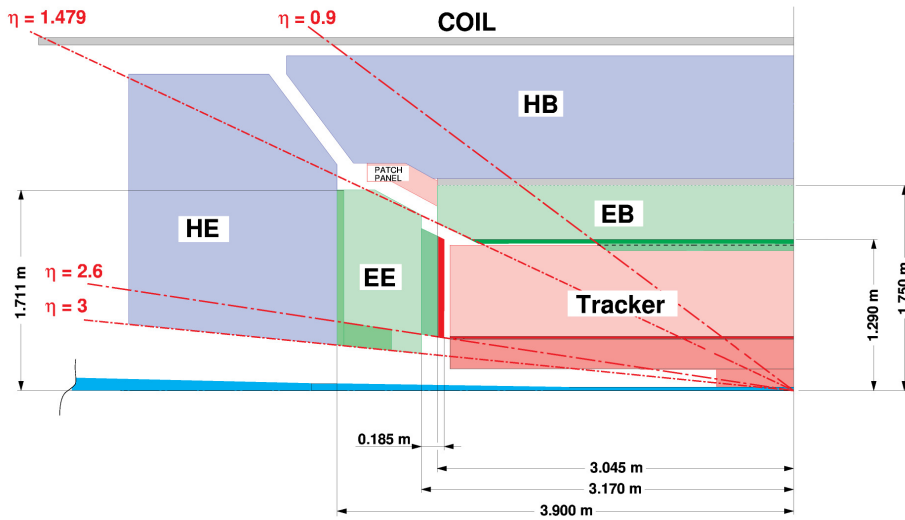 η = 1.479
η = 0.9
COIL
HB
PATCH
PANEL
EB
HE
EE
η = 2.6
η = 3
Tracker
1.711 m
1.290 m
1.750 m
0.185 m
3.045 m
3.170 m
3.900 m